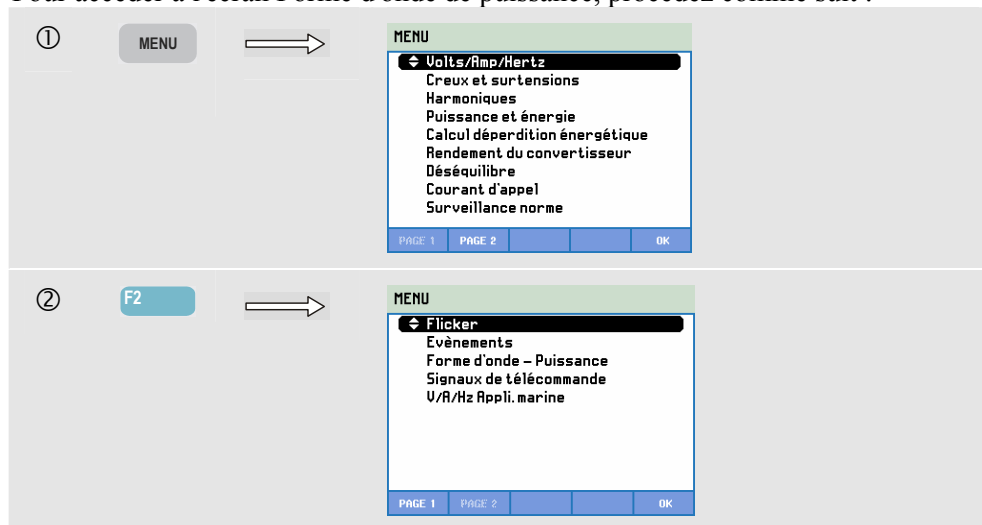 Pour accéder à l'écran Forme d'onde de puissance, procédez comme suit :
①
MENU
MENU
Volts/Amp/Hertz
Creux et surtensions
Harmoniques
Puissance et énergie
Calcul déperdition énergétique
Rendement du convertisseur
Déséquilibre
Courant d'appel
Surveillance norme
PAGE 1 PAGE 2 OK
②
F2
MENU
Flicker
Evènements
Forme d'onde – Puissance
Signaux de télécommande
V/A/Hz Appli. marine
PAGE 1 PAGE 2 OK